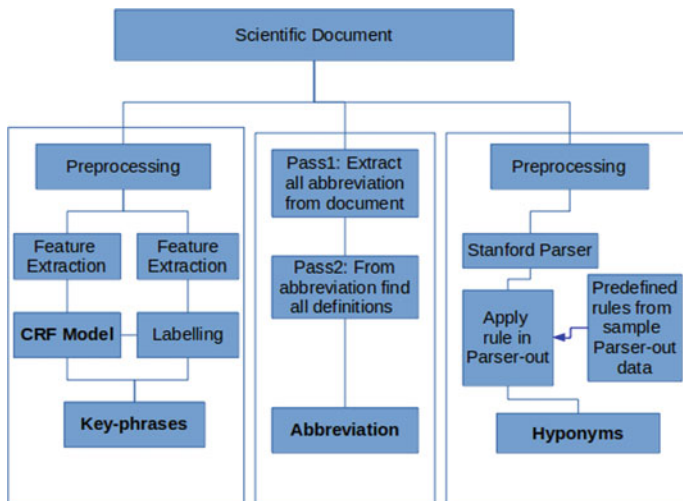 Scientific Document
Preprocessing
Feature
Extraction
Feature
Extraction
CRF Model
Labelling
Key-phrases
Pass1: Extract
all abbreviation
from document
Pass2: From
abbreviation find
all definitions
Abbreviation
Preprocessing
Stanford Parser
Apply
rule in
Parser-out
Predefined
rules from
sample
Parser-out
data
Hyponyms